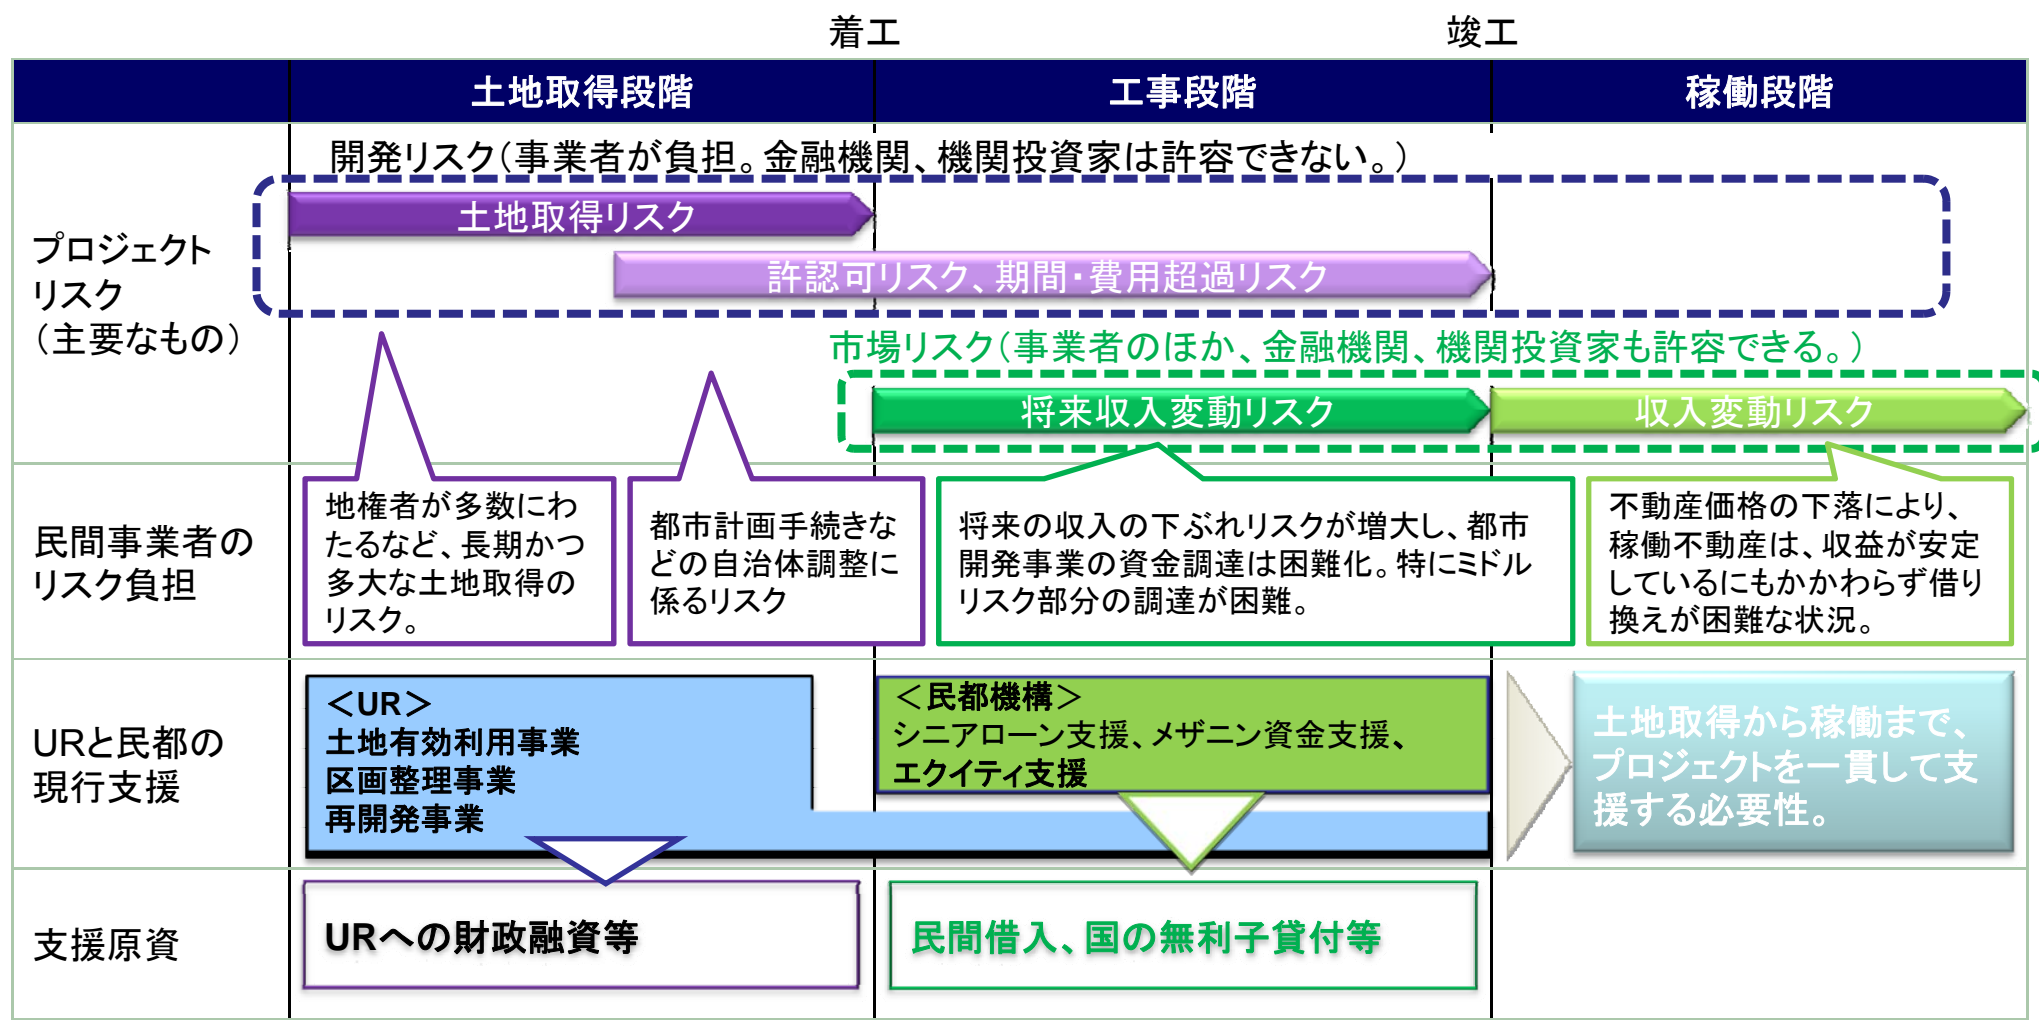 着工
竣工
土地取得段階
工事段階
稼働段階
プロジェクト
リスク
（主要なもの）
開発リスク（事業者が負担。金融機関、機関投資家は許容できない。）
土地取得リスク
許認可リスク、期間・費用超過リスク
市場リスク（事業者のほか、金融機関、機関投資家も許容できる。）
将来収入変動リスク
収入変動リスク
民間事業者の
リスク負担
地権者が多数にわ
たるなど、長期かつ
多大な土地取得の
リスク。
都市計画手続きな
どの自治体調整に
係るリスク
将来の収入の下ぶれリスクが増大し、都市
開発事業の資金調達は困難化。特にミドル
リスク部分の調達が困難。
不動産価格の下落により、
稼働不動産は、収益が安定
しているにもかかわらず借り
換えが困難な状況。
URと民都の
現行支援
＜UR＞
土地有効利用事業
区画整理事業
再開発事業
＜民都機構＞
シニアローン支援、メザニン資金支援、
エクイティ支援
土地取得から稼働まで、
プロジェクトを一貫して支
援する必要性。
支援原資
URへの財政融資等
民間借入、国の無利子貸付等